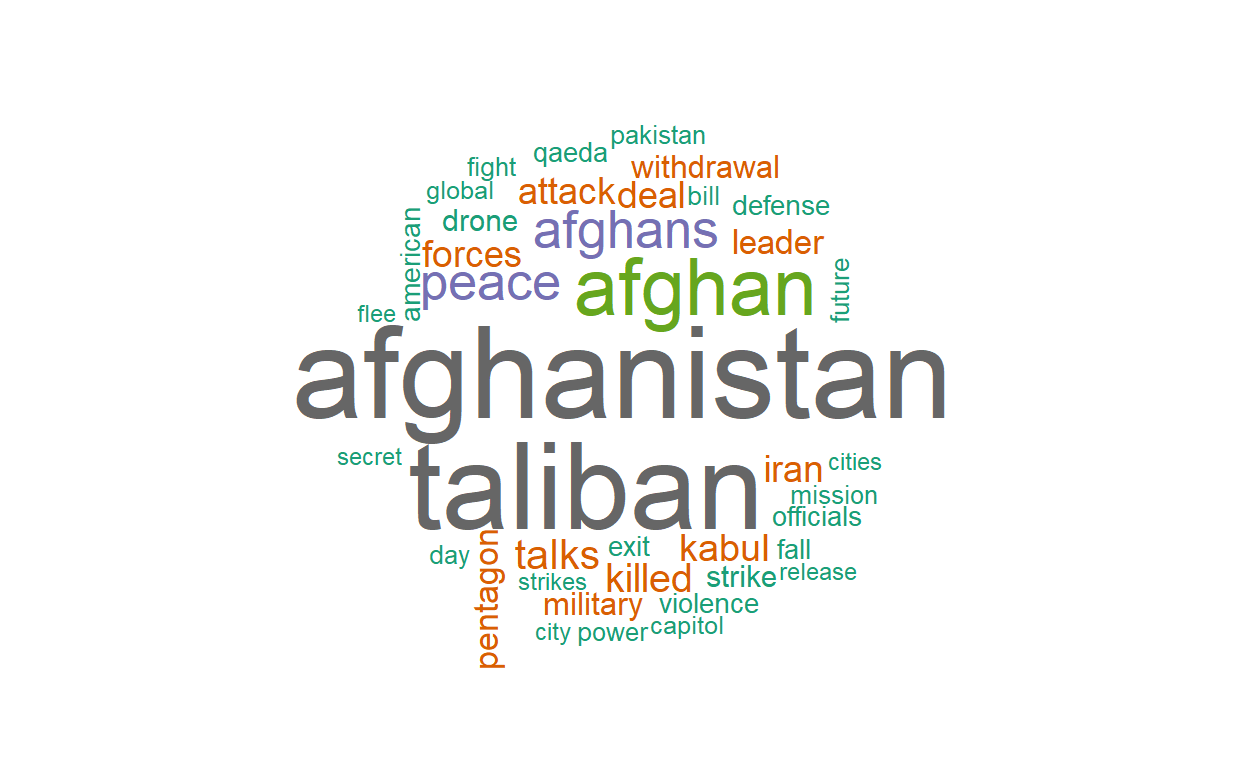 pakistan
qaeda
fight
withdrawal
global
attack
deal
bill
defense
drone
afghans
american
forces
leader
peace
afghan
future
flee
afghanistan
secret
taliban
iran
cities
mission
officials
day
pentagon
talks
exit
kabul
fall
strikes
killed
strike
release
military
violence
city
power
capitol